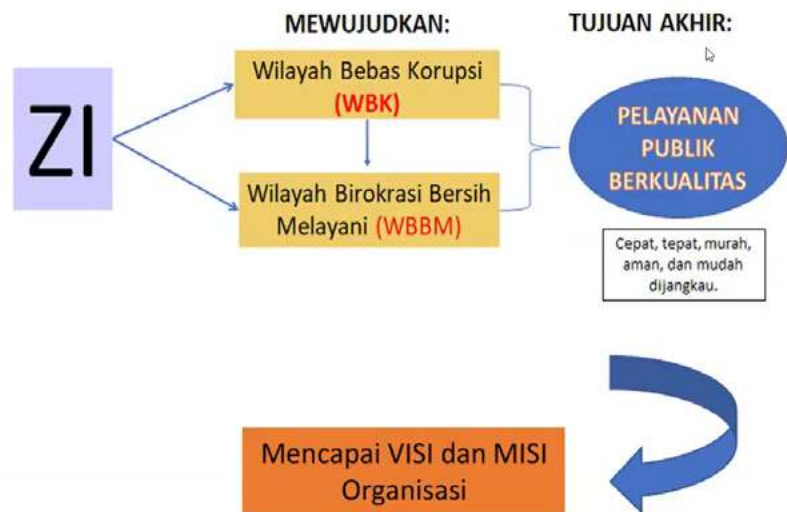 MEWUJUDKAN:
TUJUAN AKHIR:
ZI
Wilayah Bebas Korupsi
(WBK)
Wilayah Birokrasi Bersih
Melayani (WBBM)
PELAYANAN
PUBLIK
BERKUALITAS
Cepat, tepat, murah,
aman, dan mudah
dijangkau.
Mencapai VISI dan MISI
Organisasi